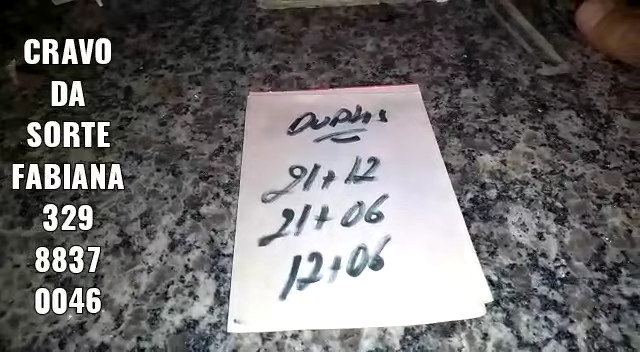 CRAVO
DA
SORTE
FABIANA
329
8837
0046
DUPLAS
21+12
21+06
12+06